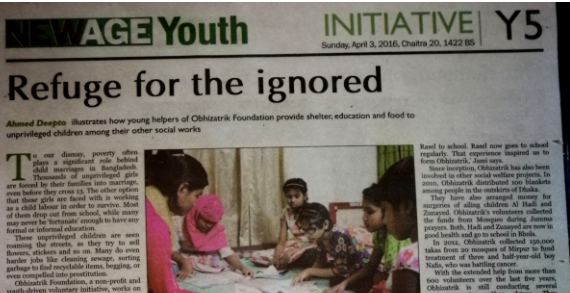 NEWAGE Youth
INITIATIVE Y5
Sunday, April 3, 2016, Chaitra 20, 1422 BS
Refuge for the ignored
Ahmed Deepto illustrates how young helpers of Obhizatrik Foundation provide shelter, education and food to
unprivileged children among their other social works
To our dismay, poverty often
plays a significant role behind
child marriages in Bangladesh.
Thousands of unprivileged girls
are forced by their families into marriage,
even before they cross 13. The other option
that these girls are faced with is working
as a child labour in order to survive. Most
of them drop out from school, while many
may never be 'fortunate' enough to have any
formal or informal education.
These unprivileged children are seen
running the streets, as they try to sell
flowers, stickers and so on. Many do even
harder jobs like cleaning sewage, sorting
garbage to find recyclable items, begging, or
even compelled into prostitution.
Obhizatrik Foundation, a non-profit and
youth-driven voluntary initiative, works on
Rasel to school. Rasel now goes to school
regularly. That experience inspired us to
form Obhizatrik,' Jami says.
Since inception, Obhizatrik has also been
involved in other social welfare projects. In
2010, Obhizatrik distributed 100 blankets
among people in the outskirts of Dhaka.
They have also arranged money for
surgeries of ailing children Al Hadi and
Zunayed. Obhizatrik's volunteers collected
the funds from Mosques during Jumma
prayers. Both, Hadi and Zunayed are now in
good health and go to school in Bhola.
In 2012, Obhizatrik collected 150,000
takas from 20 mosques of Mirpur to fund
treatment of three and half-year-old boy
Nafis, who was battling cancer.
With the extended help from more than
600 volunteers over the last five years,
Obhizatrik is still conducting several